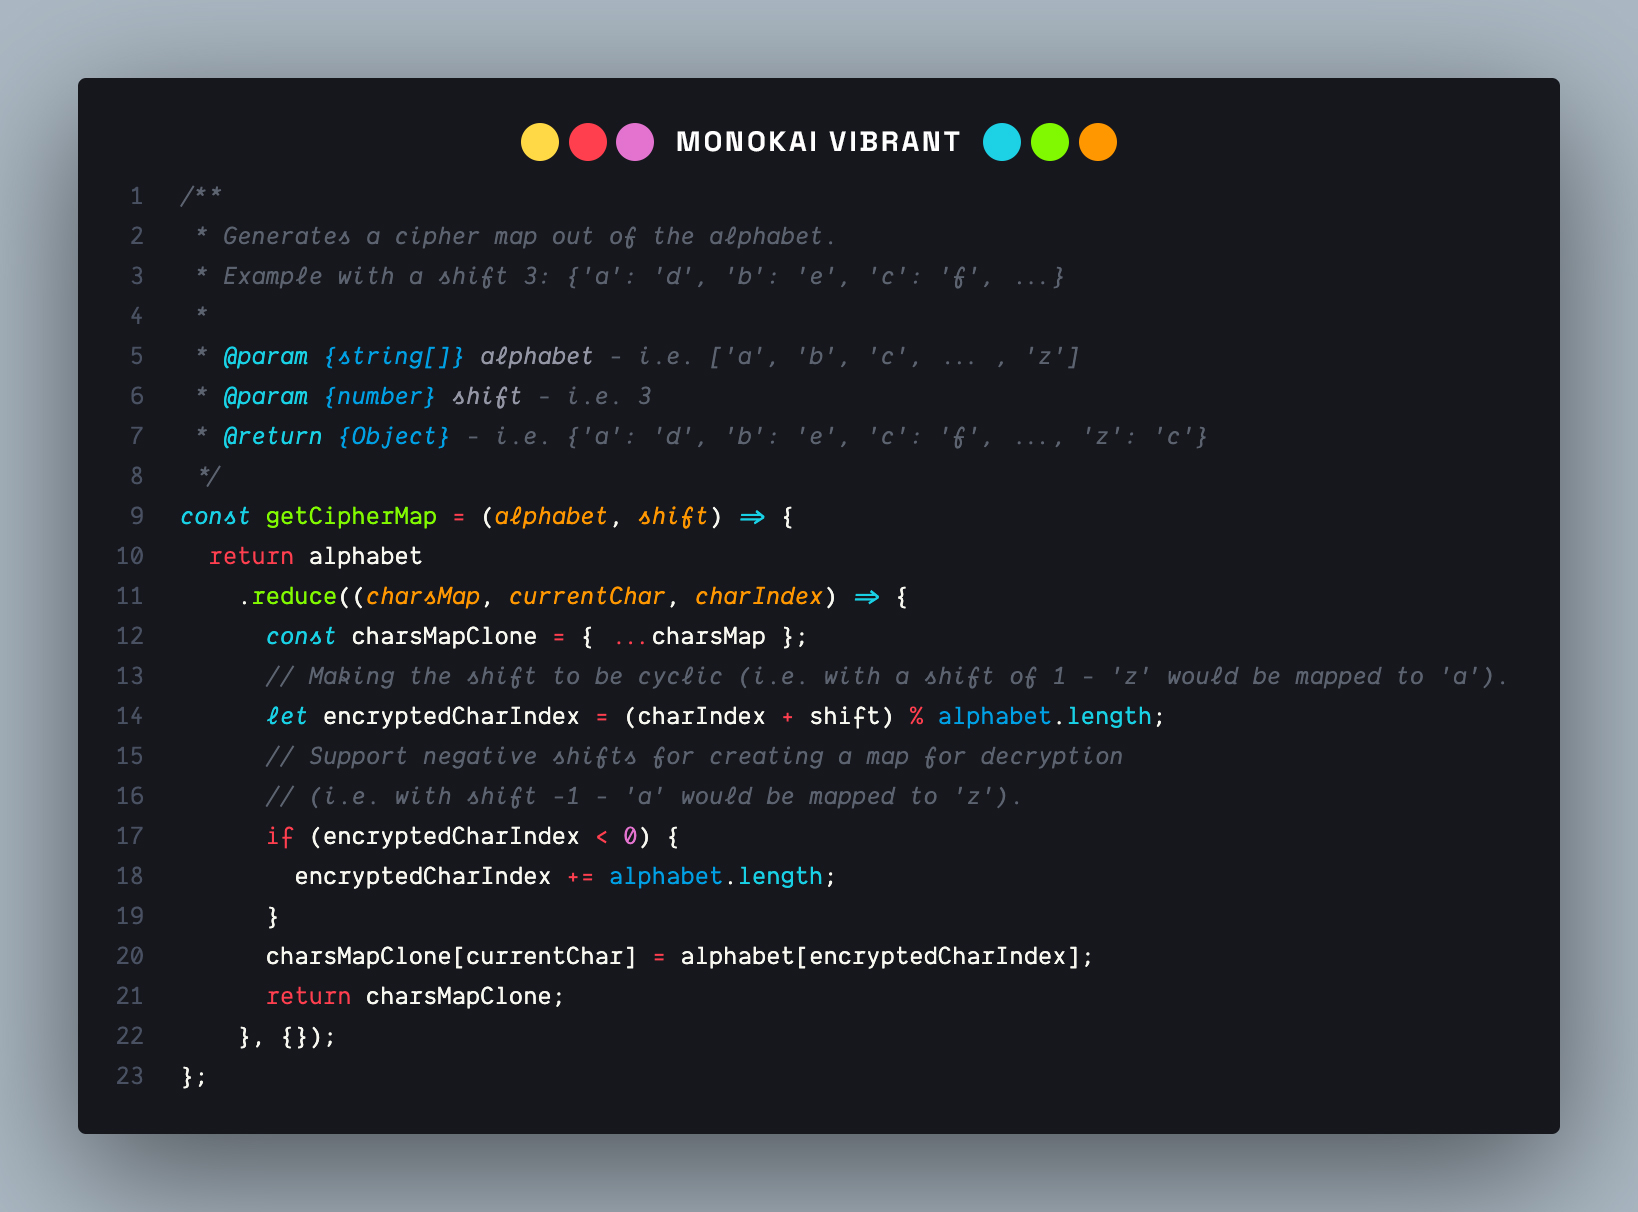 MONOKAI VIBRANT
1 /**
2  * Generates a cipher map out of the alphabet.
3  * Example with a shift 3: {'a': 'd', 'b': 'e', 'c': 'f', ...}
4  *
5  * @param {string[]} alphabet - i.e. ['a', 'b', 'c', ... , 'z']
6  * @param {number} shift - i.e. 3
7  * @return {Object} - i.e. {'a': 'd', 'b': 'e', 'c': 'f', ..., 'z': 'c'}
8  */
9 const getCipherMap = (alphabet, shift) => {
10   return alphabet
11     .reduce((charsMap, currentChar, charIndex) => {
12       const charsMapClone = { ...charsMap };
13       // Making the shift to be cyclic (i.e. with a shift of 1 - 'z' would be mapped to 'a').
14       let encryptedCharIndex = (charIndex + shift) % alphabet.length;
15       // Support negative shifts for creating a map for decryption
16       // (i.e. with shift -1 - 'a' would be mapped to 'z').
17       if (encryptedCharIndex < 0) {
18         encryptedCharIndex += alphabet.length;
19       }
20       charsMapClone[currentChar] = alphabet[encryptedCharIndex];
21       return charsMapClone;
22     }, {});
23 };